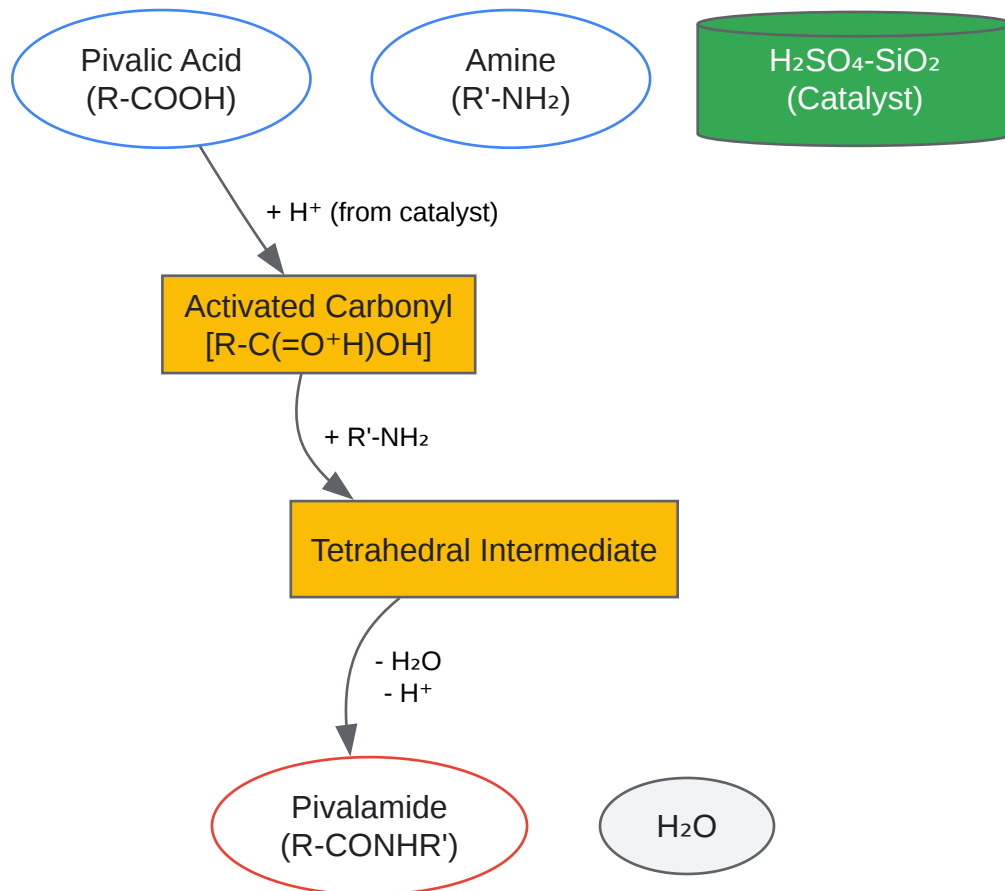 Pivalic Acid
(R-COOH)
Amine
(R'-NH₂)
H₂SO₄-SiO₂
(Catalyst)
+ H⁺ (from catalyst)
Activated Carbonyl
[R-C(=O⁺H)OH]
+ R'-NH₂
Tetrahedral Intermediate
- H₂O
- H⁺
Pivalamide
(R-CONHR')
H₂O